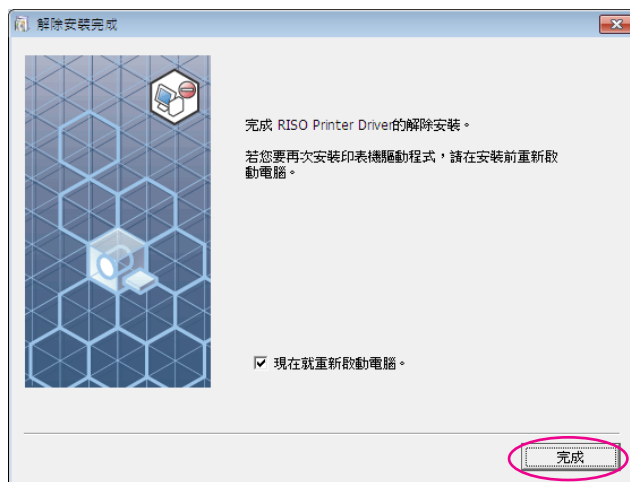 解除安裝完成
完成 RISO Printer Driver的解除安裝。
若您要再次安裝印表機驅動程式，請在安裝前重新啟
動電腦。
現在就重新啟動電腦。
完成